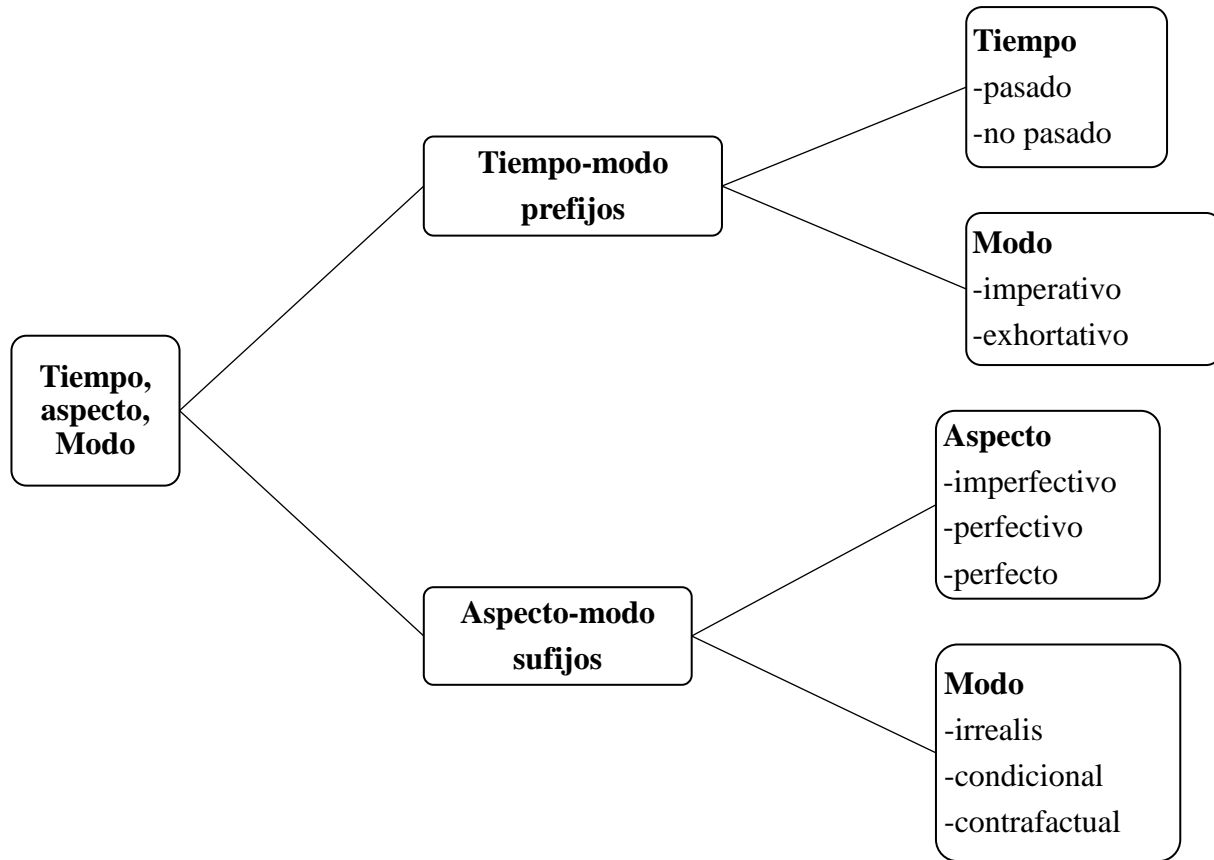 Tiempo,
aspecto,
Modo
Tiempo-modo
prefijos
Tiempo
-pasado
-no pasado
Modo
-imperativo
-exhortativo
Aspecto-modo
sufijos
Aspecto
-imperfectivo
-perfectivo
-perfecto
Modo
-irrealis
-condicional
-contrafactual